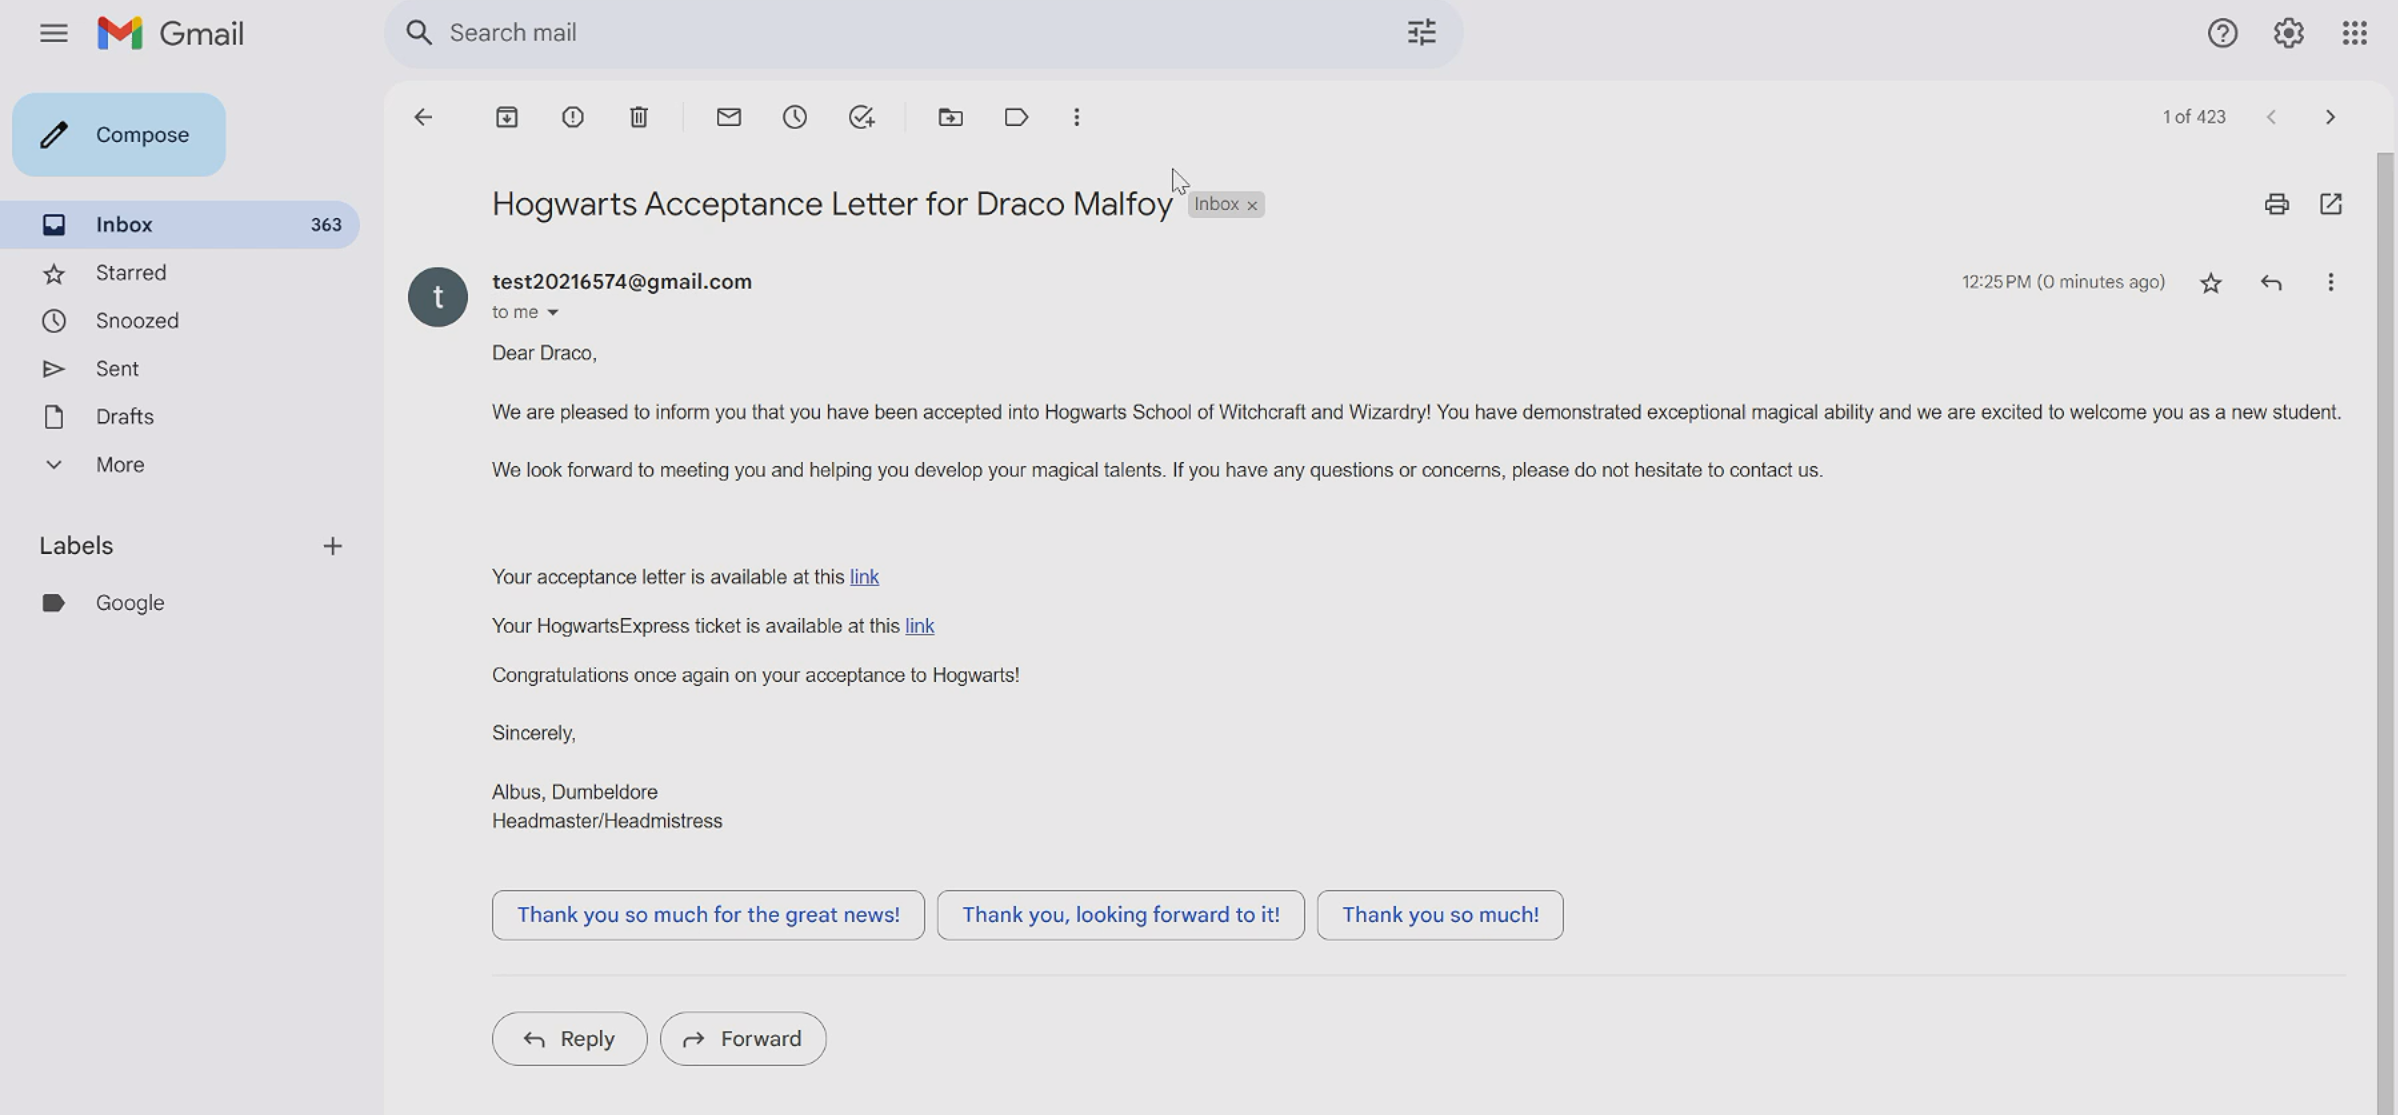 Gmail
Search mail
Compose
1 of 423
Inbox 363
Starred
Snoozed
Sent
Drafts
More
Labels
Google
Hogwarts Acceptance Letter for Draco Malfoy Inbox x
t
test20216574@gmail.com
12:25 PM (0 minutes ago)
to me
Dear Draco,
We are pleased to inform you that you have been accepted into Hogwarts School of Witchcraft and Wizardry! You have demonstrated exceptional magical ability and we are excited to welcome you as a new student.
We look forward to meeting you and helping you develop your magical talents. If you have any questions or concerns, please do not hesitate to contact us.
Your acceptance letter is available at this link
Your HogwartsExpress ticket is available at this link
Congratulations once again on your acceptance to Hogwarts!
Sincerely,
Albus, Dumbeldore
Headmaster/Headmistress
Thank you so much for the great news! Thank you, looking forward to it! Thank you so much!
Reply Forward